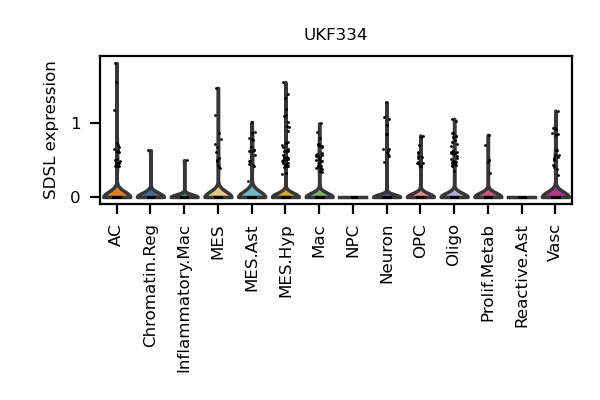 UKF334
SDSL expression
1
0
AC
Chromatin.Reg
Inflammatory.Mac
MES
MES.Ast
MES.Hyp
Mac
NPC
Neuron
OPC
Oligo
Prolif.Metab
Reactive.Ast
Vasc